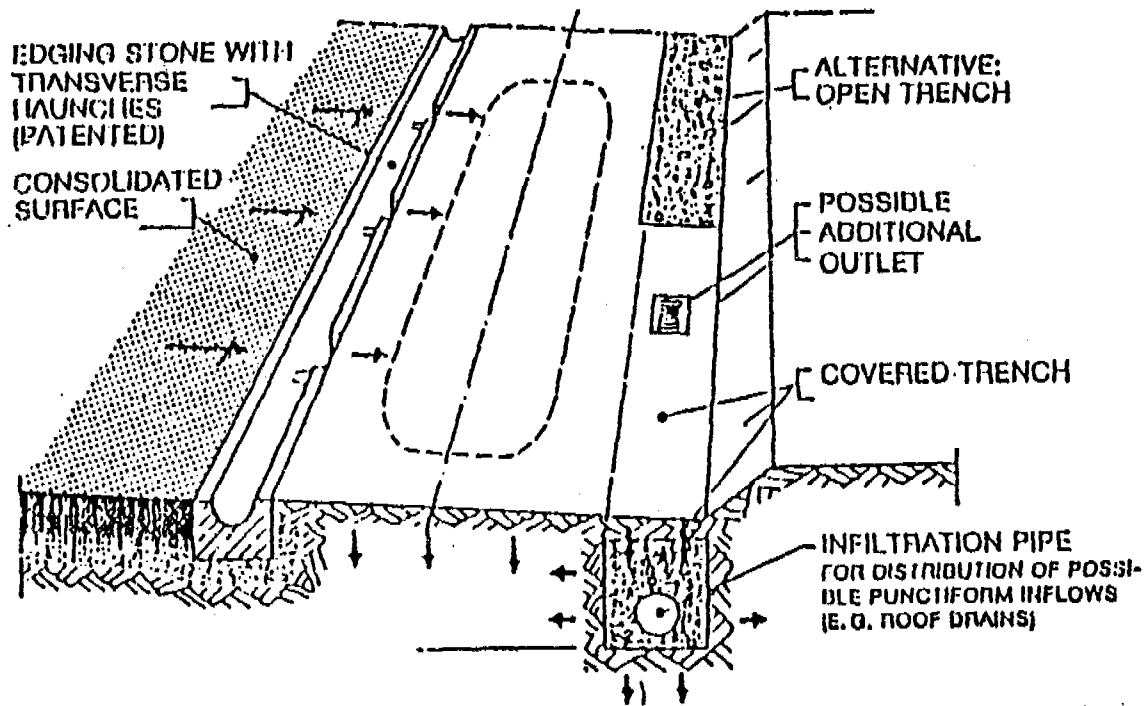 EDGING STONE WITH
TRANSVERSE
HAUNCHES
(PATENTED)
CONSOLIDATED
SURFACE
ALTERNATIVE:
OPEN TRENCH
POSSIBLE
ADDITIONAL
OUTLET
COVERED TRENCH
INFILTRATION PIPE
FOR DISTRIBUTION OF POSSI-
BLE PUNCTIFORM INFLOWS
(E.G. ROOF DRAINS)